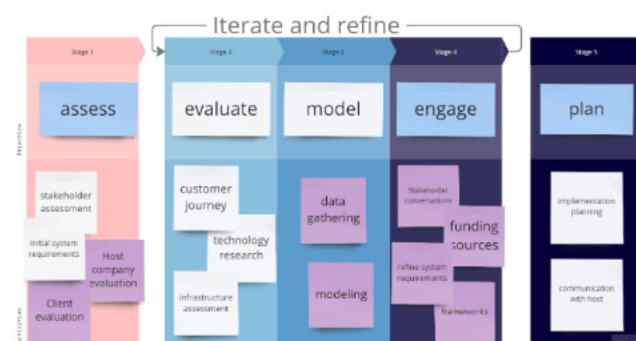 Iterate and refine
Stage 1
Stage 2
Stage 3
Stage 4
Stage 5
Objective
assess
evaluate
model
engage
plan
stakeholder
assessment
initial system
requirements
Host
company
evaluation
Client
evaluation
customer
journey
technology
research
infrastructure
assessment
data
gathering
modeling
Stakeholder
conversations
funding
sources
refine system
requirements
frameworks
implementation
planning
communication
with host